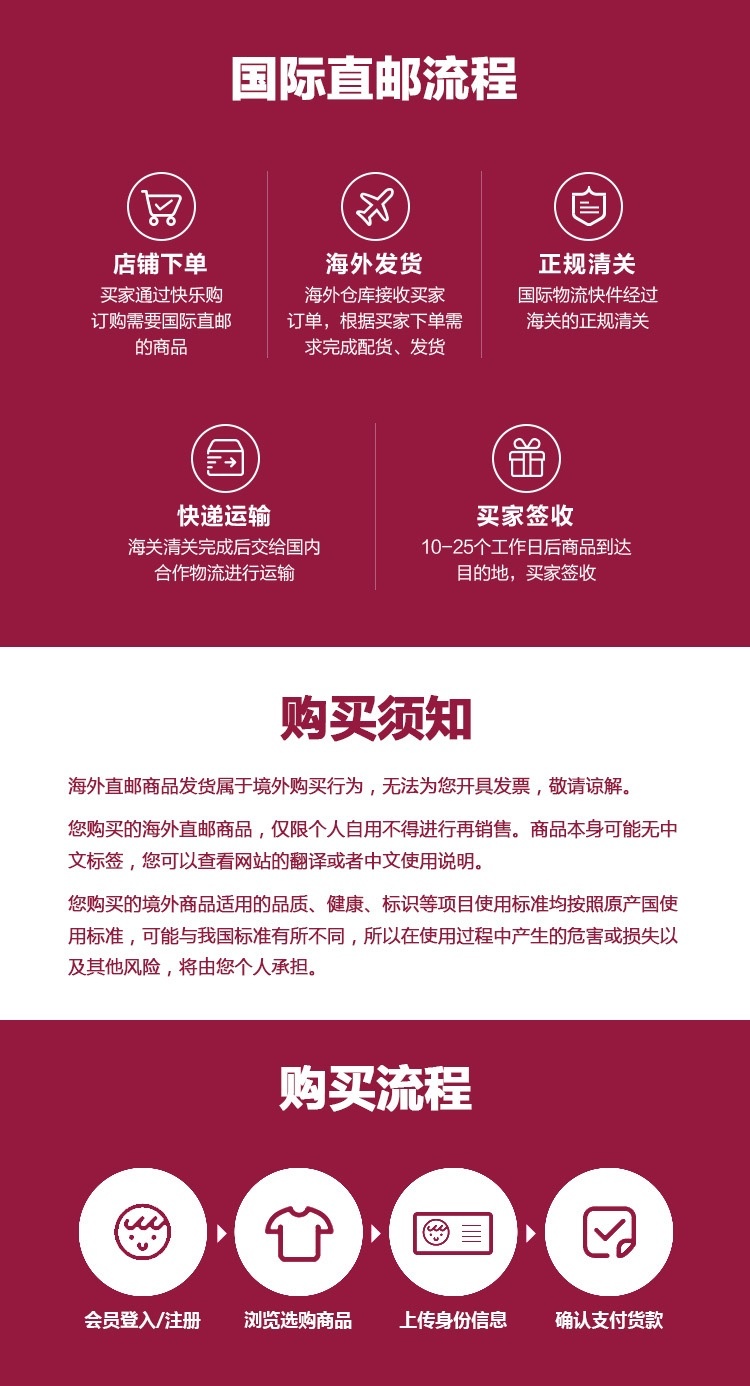 国际直邮流程
店铺下单
买家通过快乐购
订购需要国际直邮
的商品
海外发货
海外仓库接收买家
订单，根据买家下单需
求完成配货、发货
正规清关
国际物流快件经过
海关的正规清关
快递运输
海关清关完成后交给国内
合作物流进行运输
买家签收
10-25个工作日后商品到达
目的地，买家签收
购买须知
海外直邮商品发货属于境外购买行为，无法为您开具发票，敬请谅解。
您购买的海外直邮商品，仅限个人自用不得进行再销售。商品本身可能无中
文标签，您可以查看网站的翻译或者中文使用说明。
您购买的境外商品适用的品质、健康、标识等项目使用标准均按照原产国使
用标准，可能与我国标准有所不同，所以在使用过程中产生的危害或损失以
及其他风险，将由您个人承担。
购买流程
会员登入/注册
浏览选购商品
上传身份信息
确认支付货款